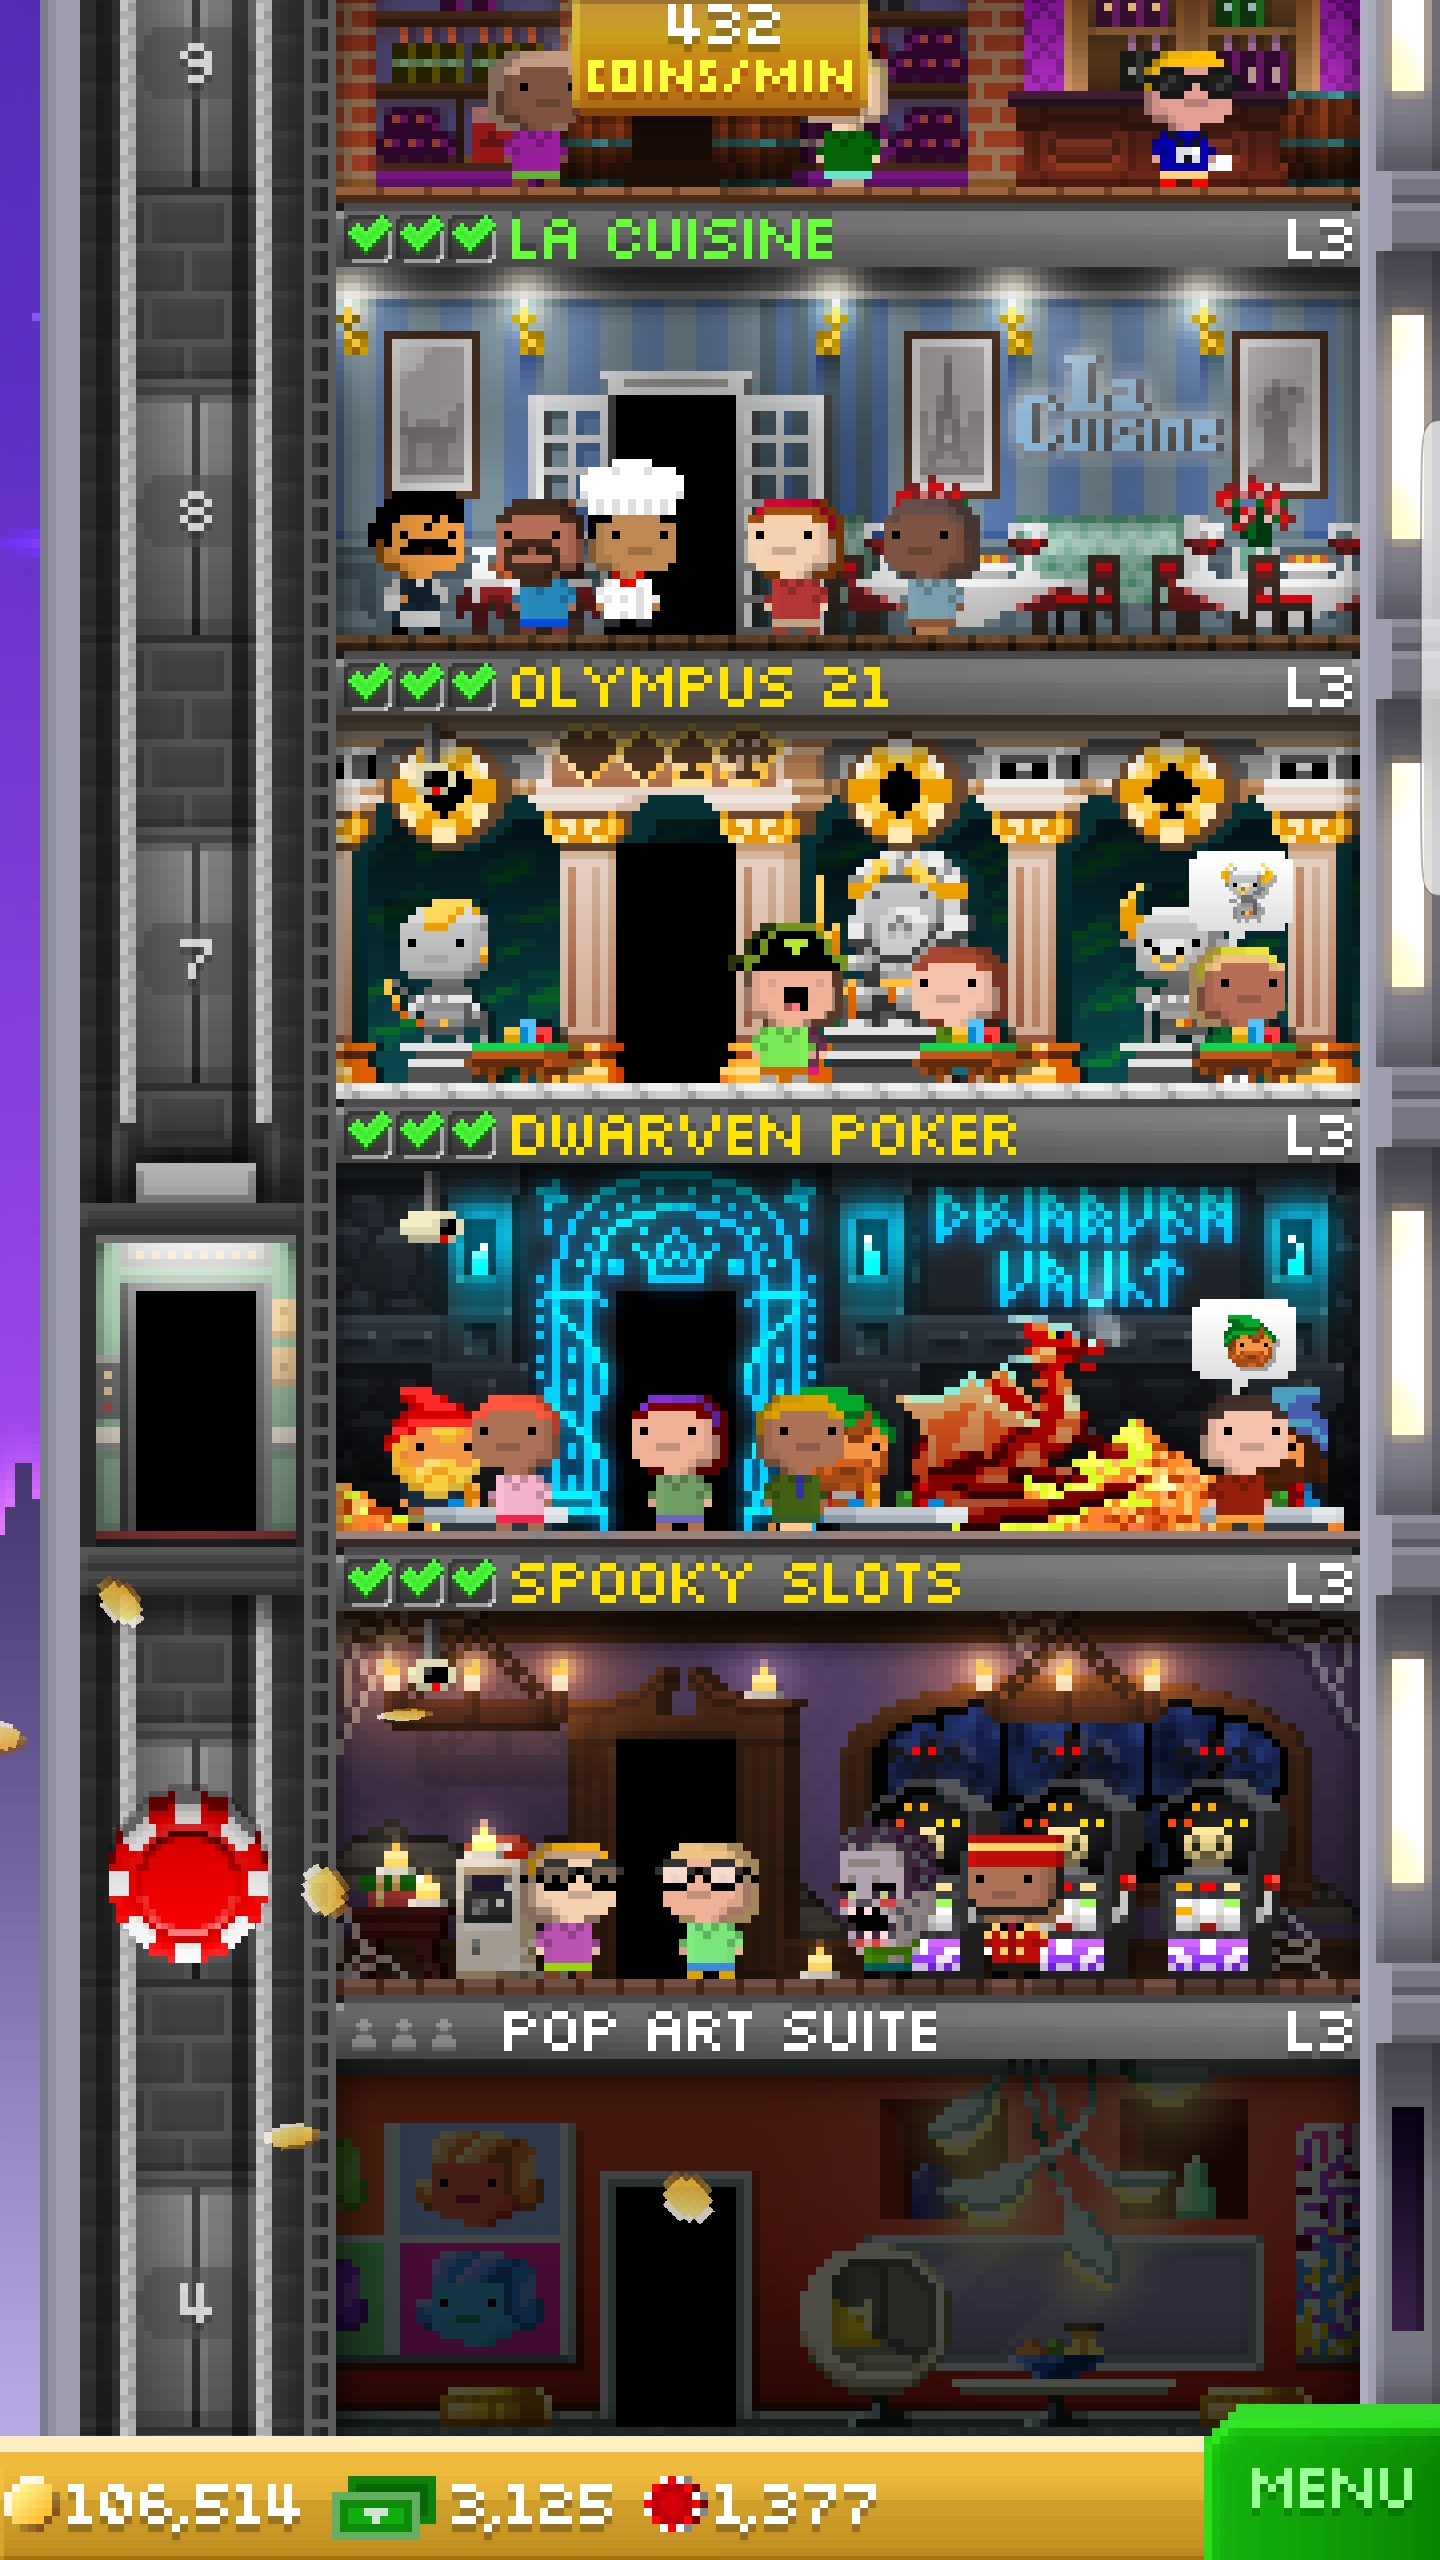 432
COINS/MIN
9
LA CUISINE L3
La
Cuisine
8
OLYMPUS 21 L3
7
DWARVEN POKER L3
DWARVEN
VAULT
SPOOKY SLOTS L3
POP ART SUITE L3
4
106,514 3,125 1,377
MENU